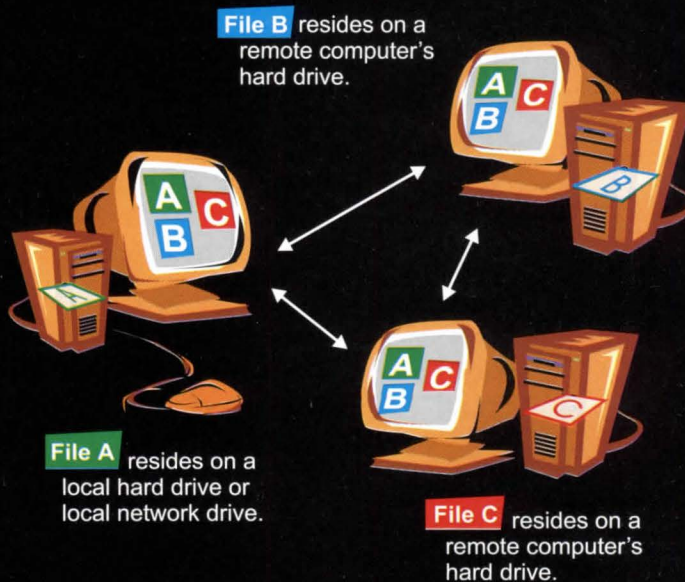 File B resides on a
remote computer's
hard drive.
A
C
B
B
A
C
B
A
A
C
B
C
File A resides on a
local hard drive or
local network drive.
File C resides on a
remote computer's
hard drive.